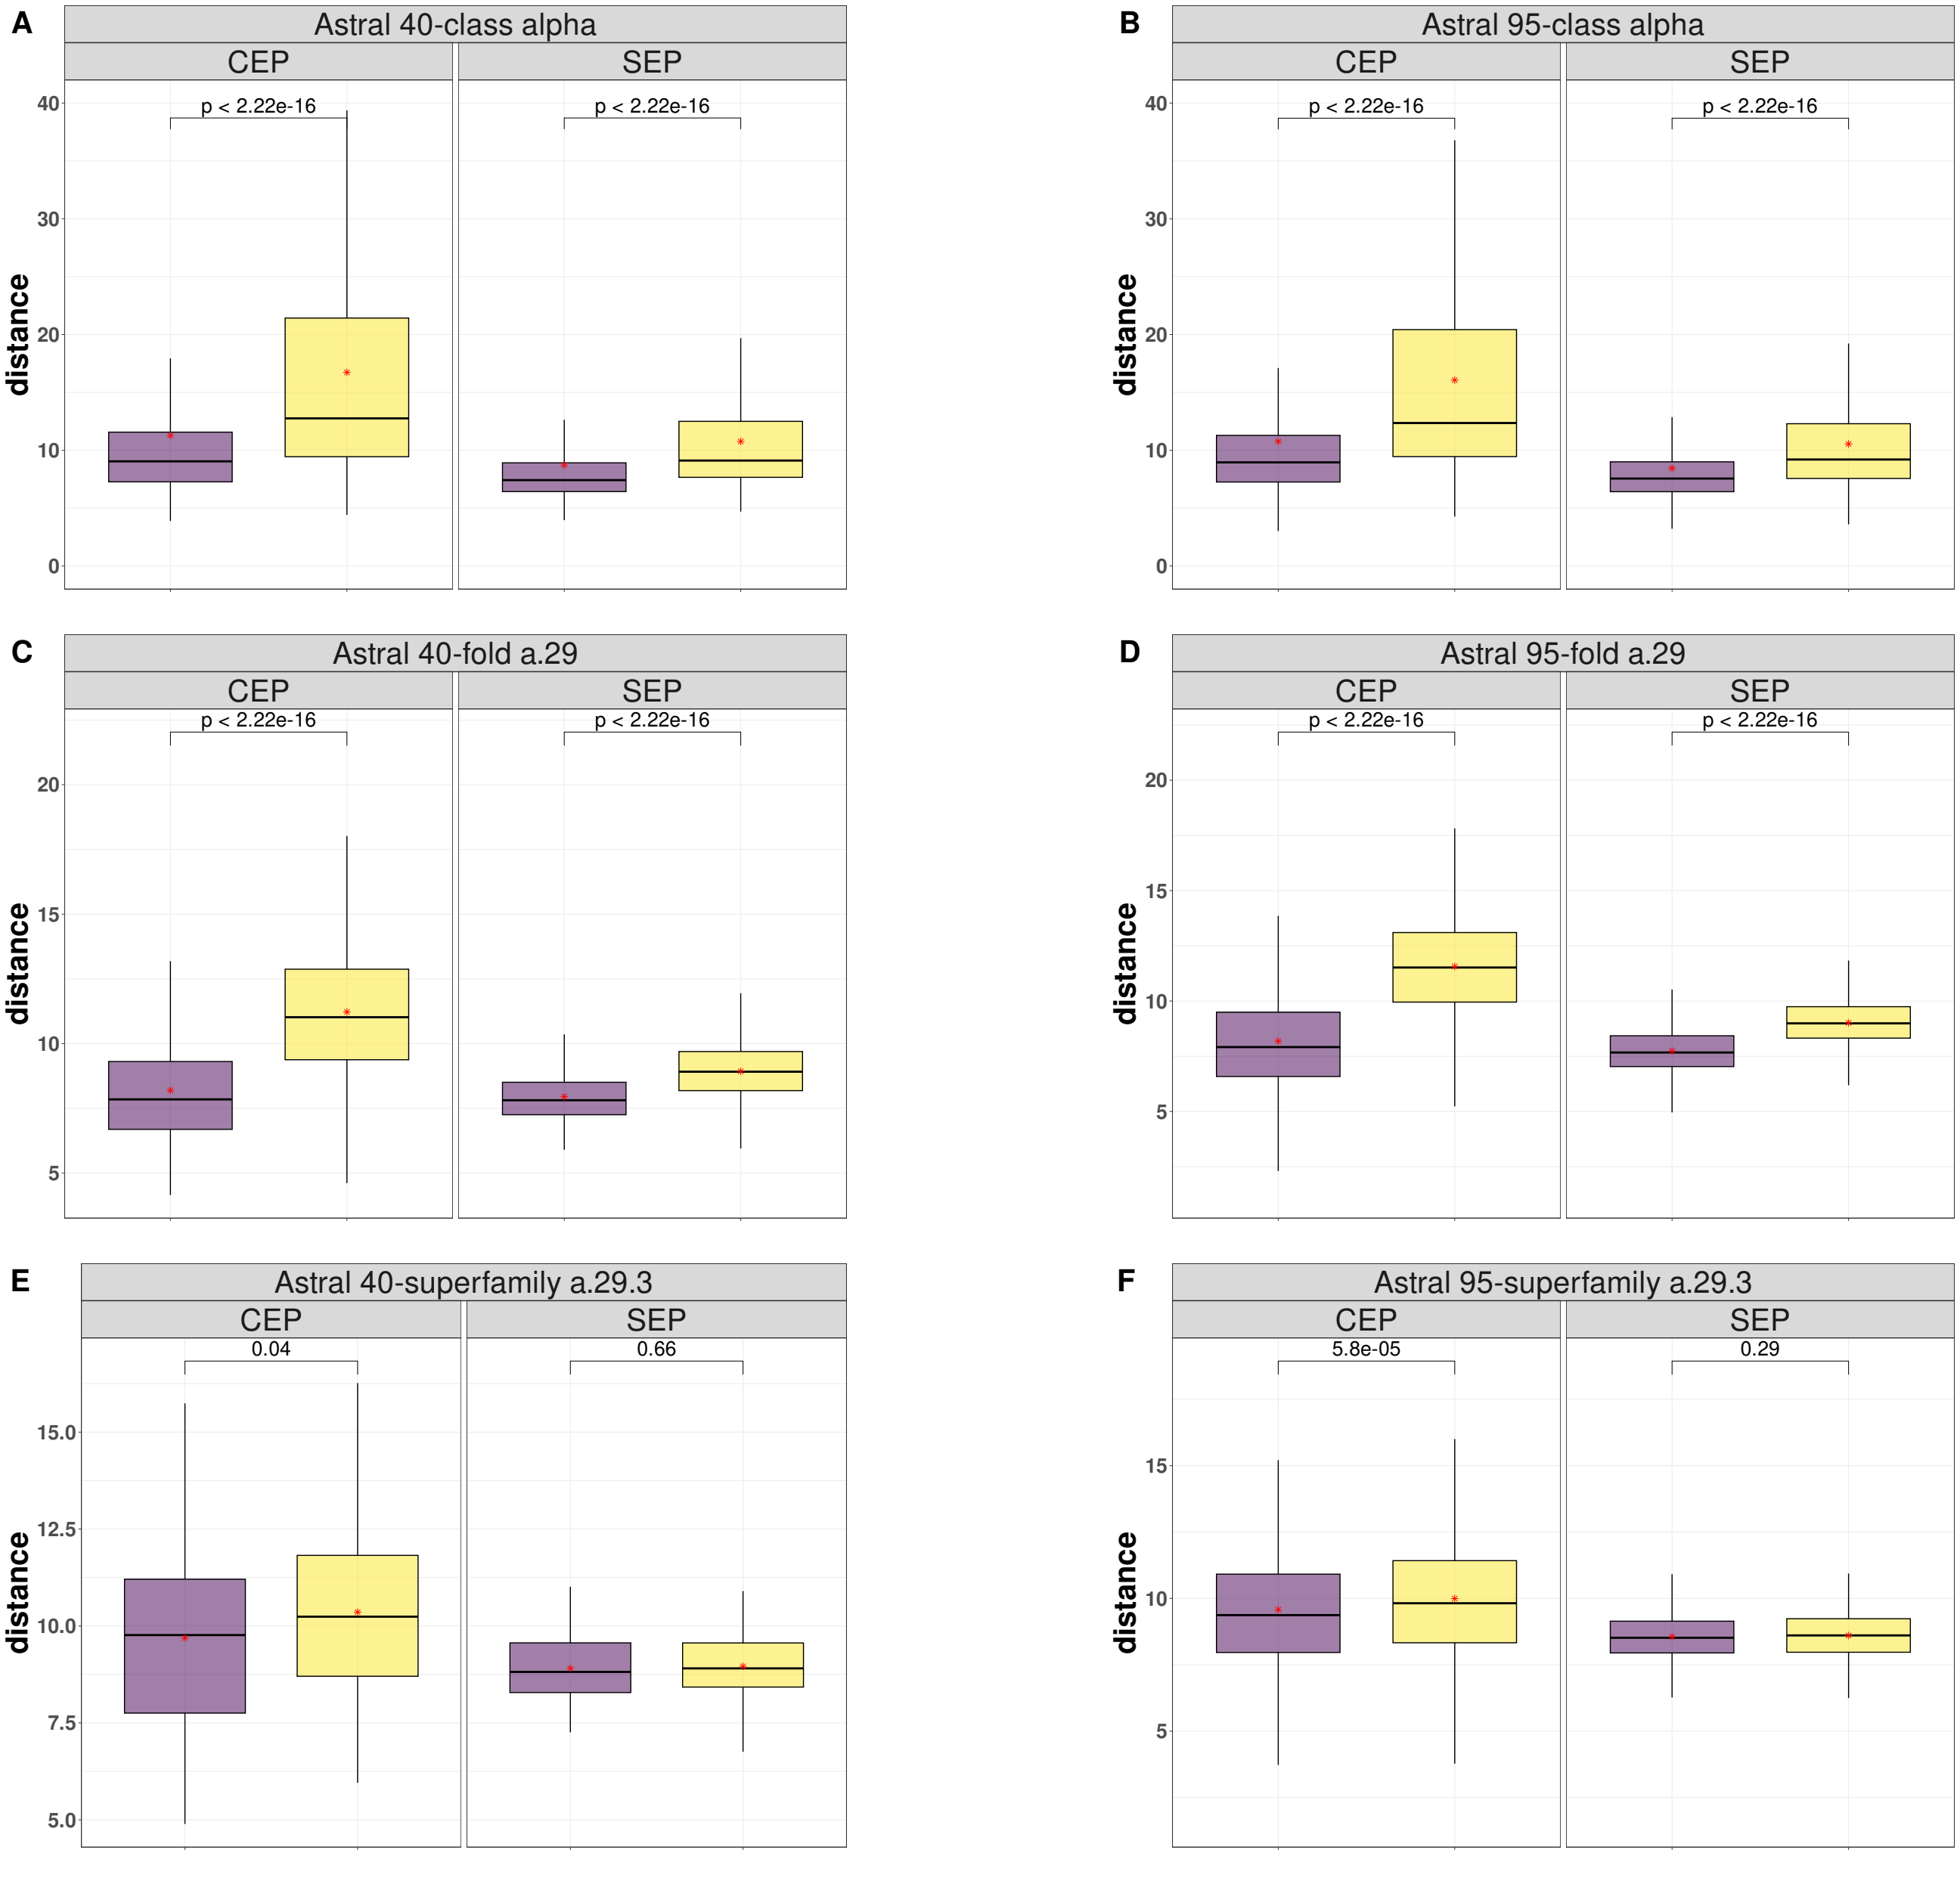 A
Astral 40-class alpha
CEP SEP
p < 2.22e-16 p < 2.22e-16
40
30
20
10
0
distance
B
Astral 95-class alpha
CEP SEP
p < 2.22e-16 p < 2.22e-16
40
30
20
10
0
distance
C
Astral 40-fold a.29
CEP SEP
p < 2.22e-16 p < 2.22e-16
20
15
10
5
distance
D
Astral 95-fold a.29
CEP SEP
p < 2.22e-16 p < 2.22e-16
20
15
10
5
distance
E
Astral 40-superfamily a.29.3
CEP SEP
0.04 0.66
15.0
12.5
10.0
7.5
5.0
distance
F
Astral 95-superfamily a.29.3
CEP SEP
5.8e-05 0.29
15
10
5
distance